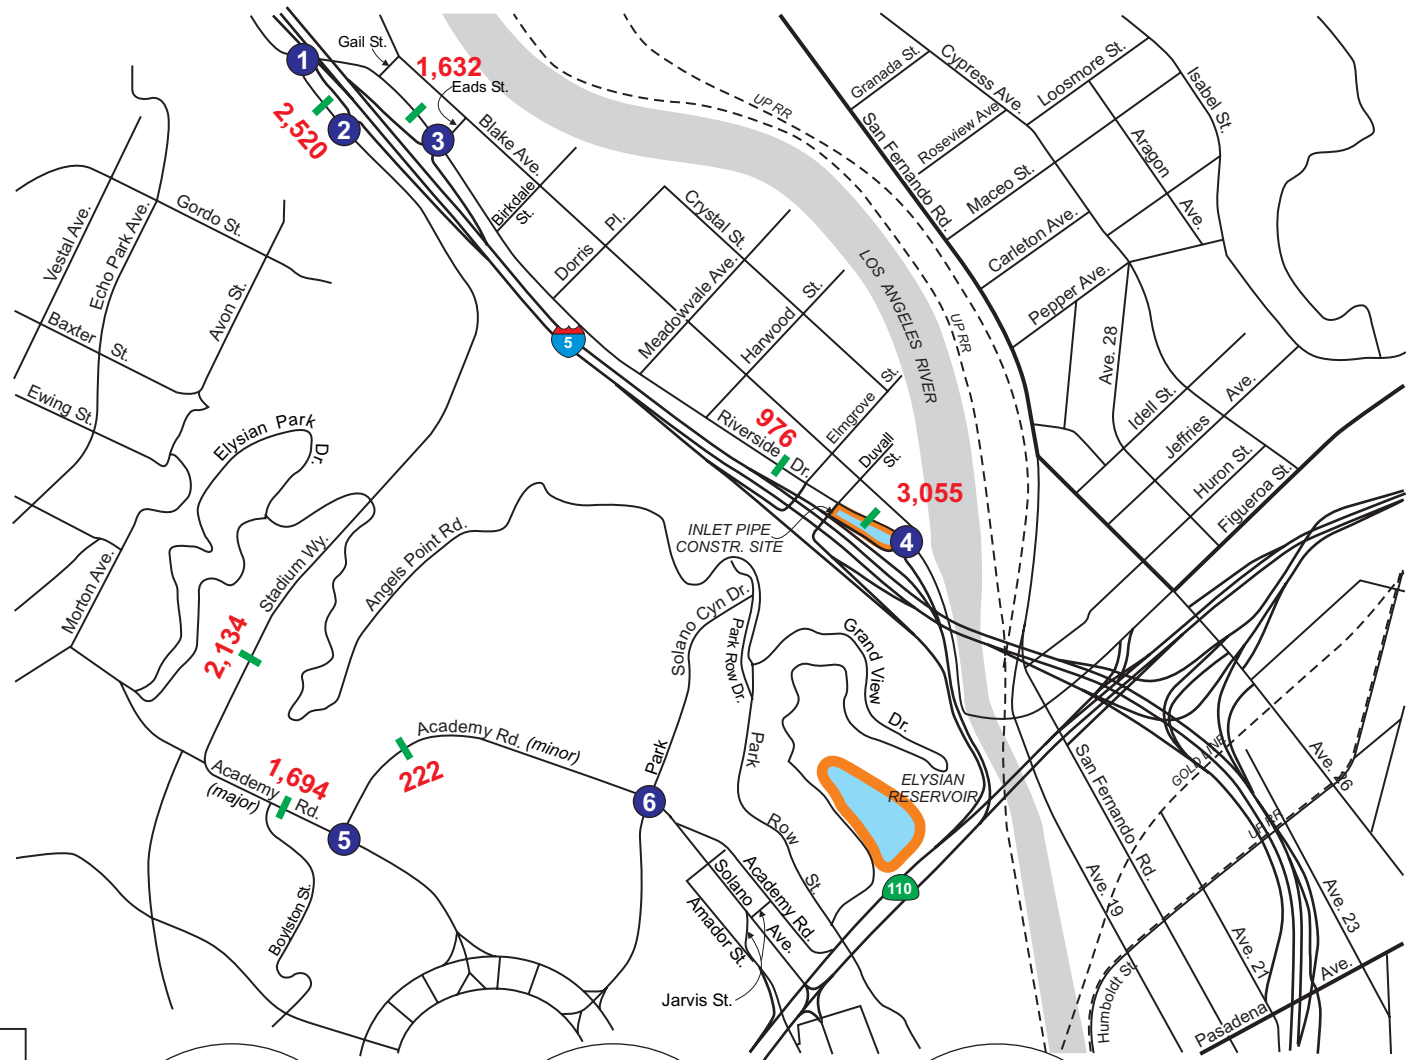 Gail St.
1,632
Eads St.
1
2,520
2
3
Blake Ave.
Birkdale
St.
UP RR
Granada St.
Cypress Ave.
Loosmore St.
Isabel St.
San Fernando Rd.
Roseview Ave.
Aragon
Ave.
Maceo St.
Carleton Ave.
Pepper Ave.
Vestal Ave.
Echo Park Ave.
Gordo St.
Avon St.
Baxter
St.
Ewing St.
Dorris
Pl.
Crystal St.
Meadowvale Ave.
Harwood
St.
LOS ANGELES RIVER
UP RR
Ave. 28
5
Elysian Park
Dr.
Riverside
Dr.
976
Elmgrove
St.
Duvall
St.
Idell St.
Jeffries
Ave.
Huron St.
Figueroa St.
3,055
INLET PIPE
CONSTR. SITE
4
Angels Point Rd.
Stadium Wy.
Morton Ave.
2,134
Solano Cyn Dr.
Park Row Dr.
Grand View
Dr.
Academy Rd. (minor)
222
Academy
Rd.
(major)
1,694
5
Park
6
Park
Row
St.
ELYSIAN
RESERVOIR
110
San Fernando
Rd.
GOLD LINE
Ave. 26
UP RR
Boylston St.
Solano
Ave.
Academy Rd.
Amador St.
Jarvis St.
Ave. 19
Ave. 21
Ave. 23
Humboldt St.
Pasadena
Ave.